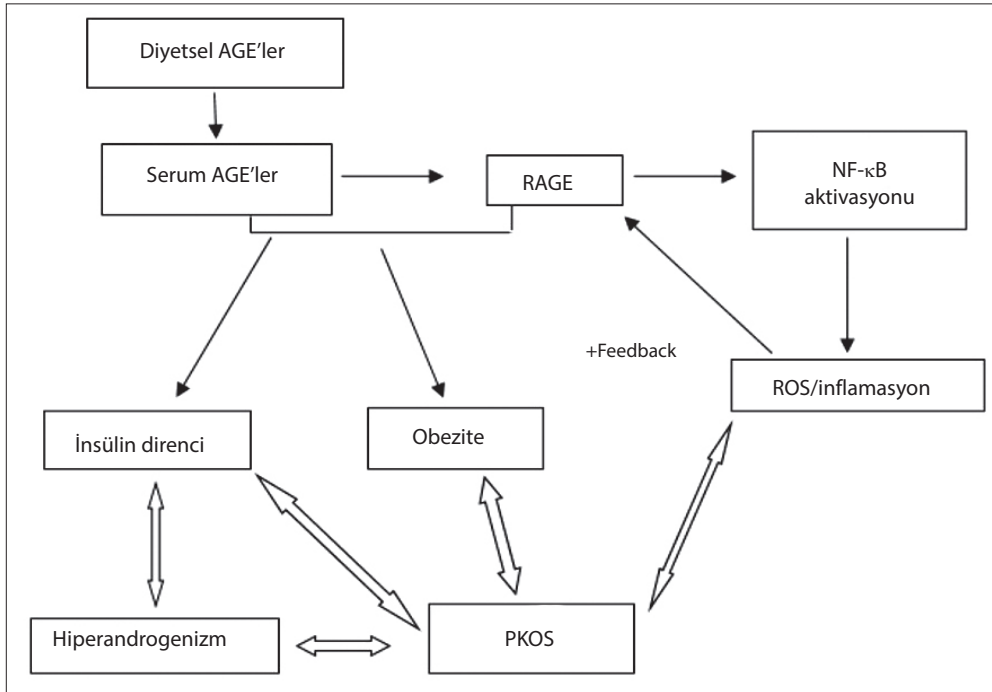 Diyetsel AGE’ler
Serum AGE’ler
RAGE
NF-κB
aktivasyonu
+Feedback
ROS/inflamasyon
İnsülin direnci
Obezite
Hiperandrogenizm
PKOS